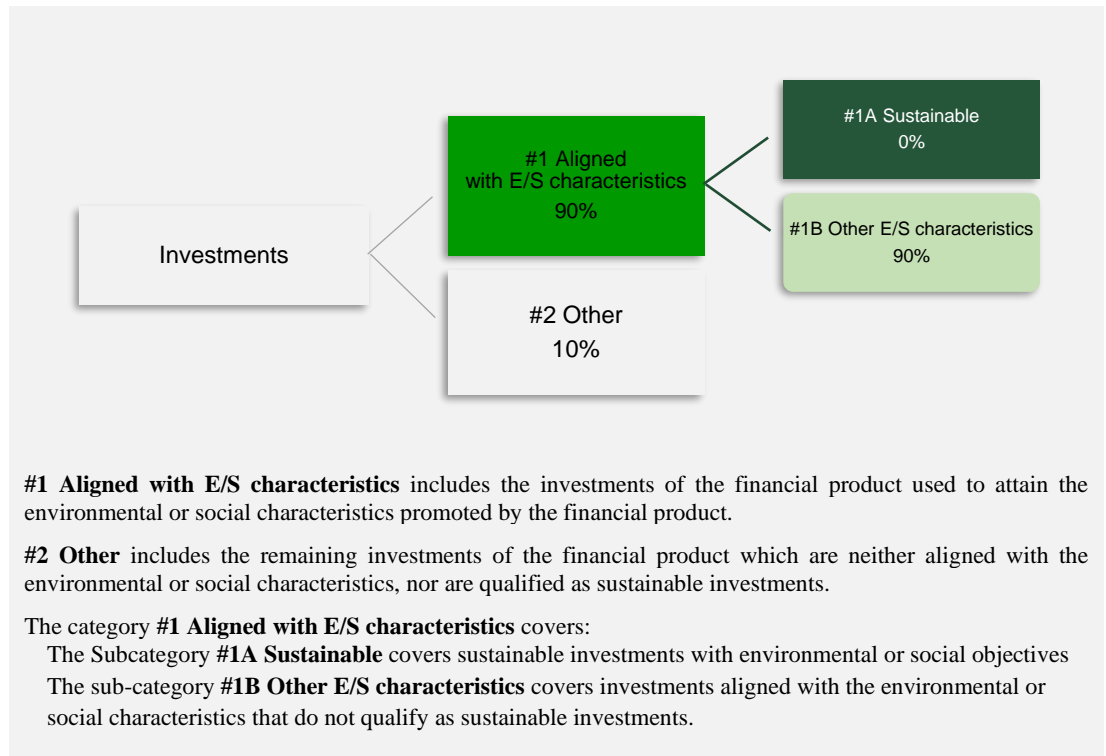 #1A Sustainable
0%
#1 Aligned
with E/S characteristics
90%
#1B Other E/S characteristics
90%
Investments
#2 Other
10%
#1 Aligned with E/S characteristics includes the investments of the financial product used to attain the
environmental or social characteristics promoted by the financial product.
#2 Other includes the remaining investments of the financial product which are neither aligned with the
environmental or social characteristics, nor are qualified as sustainable investments.
The category #1 Aligned with E/S characteristics covers:
The Subcategory #1A Sustainable covers sustainable investments with environmental or social objectives
The sub-category #1B Other E/S characteristics covers investments aligned with the environmental or
social characteristics that do not qualify as sustainable investments.